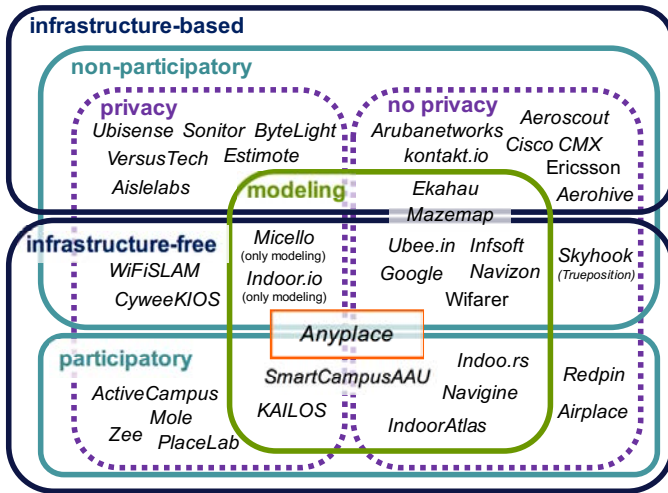 infrastructure-based
non-participatory
privacy
no privacy
Ubisense Sonitor ByteLight
VersusTech Estimote
Aislelabs
Arubanetworks
Aeroscout
kontakt.io
Cisco CMX
Ericsson
Aerohive
modeling
Ekahau
Mazemap
infrastructure-free
WiFiSLAM
CyweeKIOS
Micello
(only modeling)
Indoor.io
(only modeling)
Ubee.in Infsoft
Google Navizon
Wifarer
Skyhook
(Trueposition)
Anyplace
participatory
SmartCampusAAU
KAILOS
ActiveCampus
Mole
Zee
PlaceLab
Indoo.rs
Navigine
IndoorAtlas
Redpin
Airplace